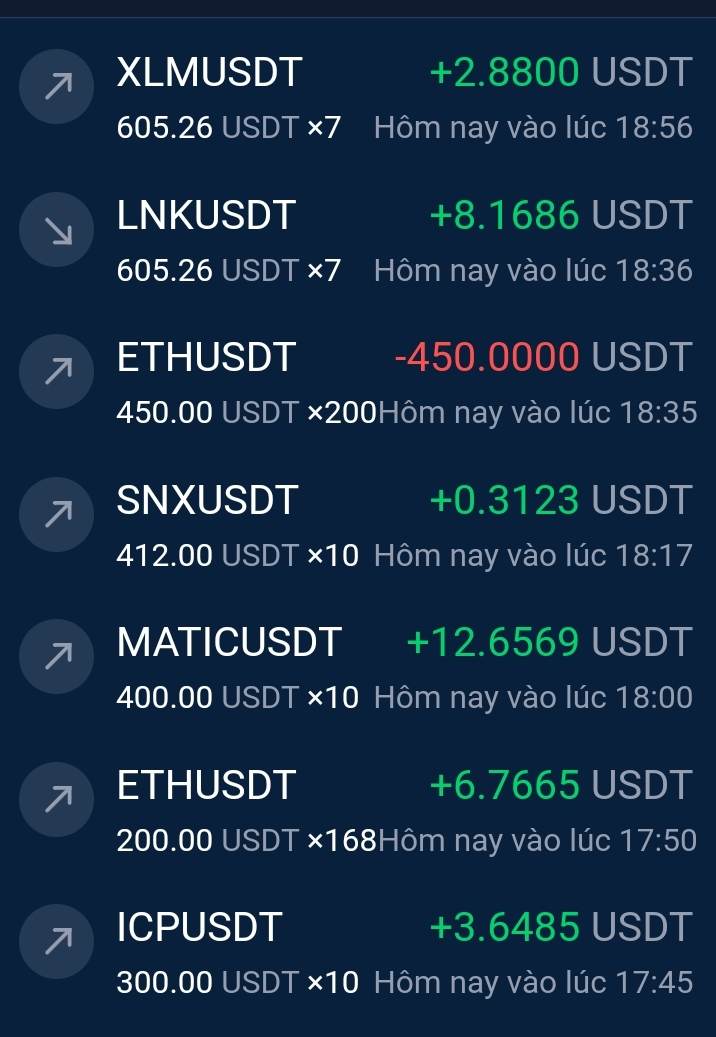 XLMUSDT +2.8800 USDT
605.26 USDT ×7 Hôm nay vào lúc 18:56
LNKUSDT +8.1686 USDT
605.26 USDT ×7 Hôm nay vào lúc 18:36
ETHUSDT -450.0000 USDT
450.00 USDT ×200 Hôm nay vào lúc 18:35
SNXUSDT +0.3123 USDT
412.00 USDT ×10 Hôm nay vào lúc 18:17
MATICUSDT +12.6569 USDT
400.00 USDT ×10 Hôm nay vào lúc 18:00
ETHUSDT +6.7665 USDT
200.00 USDT ×168 Hôm nay vào lúc 17:50
ICPUSDT +3.6485 USDT
300.00 USDT ×10 Hôm nay vào lúc 17:45